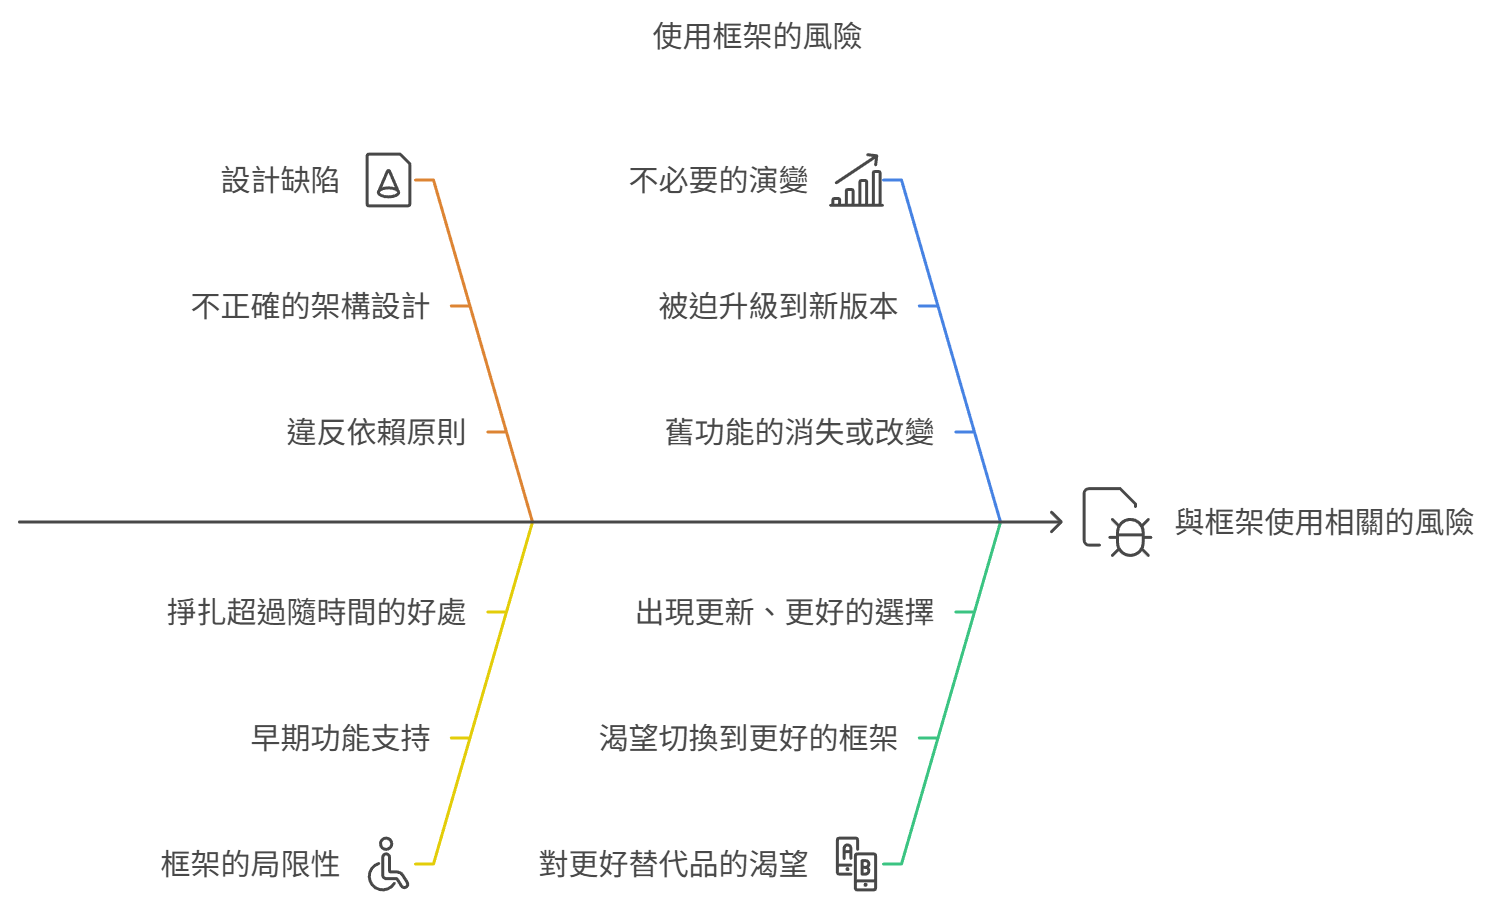 使用框架的風險
設計缺陷
不正確的架構設計
違反依賴原則
不必要的演變
被迫升級到新版本
舊功能的消失或改變
與框架使用相關的風險
掙扎超過隨時間的好處
早期功能支持
框架的局限性
出現更新、更好的選擇
渴望切換到更好的框架
對更好替代品的渴望
A
B